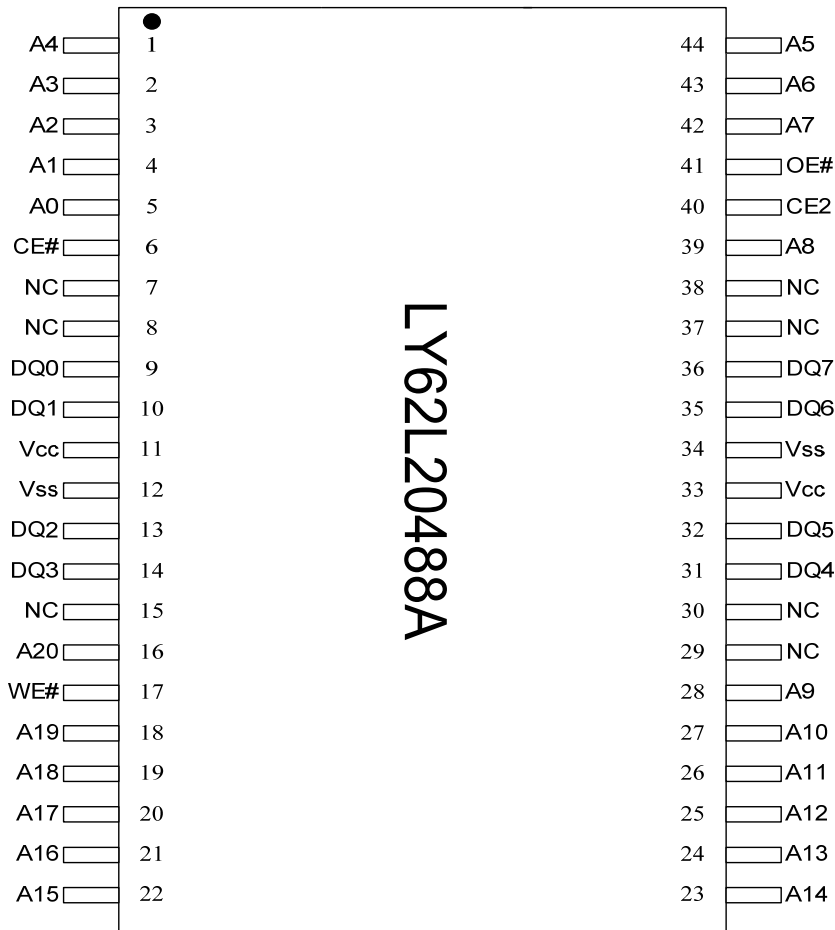 A4 1 44 A5
A3 2 43 A6
A2 3 42 A7
A1 4 41 OE#
A0 5 40 CE2
CE# 6 39 A8
NC 7 38 NC
NC 8 37 NC
DQ0 9 36 DQ7
DQ1 10 35 DQ6
Vcc 11 34 Vss
Vss 12 33 Vcc
DQ2 13 32 DQ5
DQ3 14 31 DQ4
NC 15 30 NC
A20 16 29 NC
WE# 17 28 A9
A19 18 27 A10
A18 19 26 A11
A17 20 25 A12
A16 21 24 A13
A15 22 23 A14
LY62L20488A